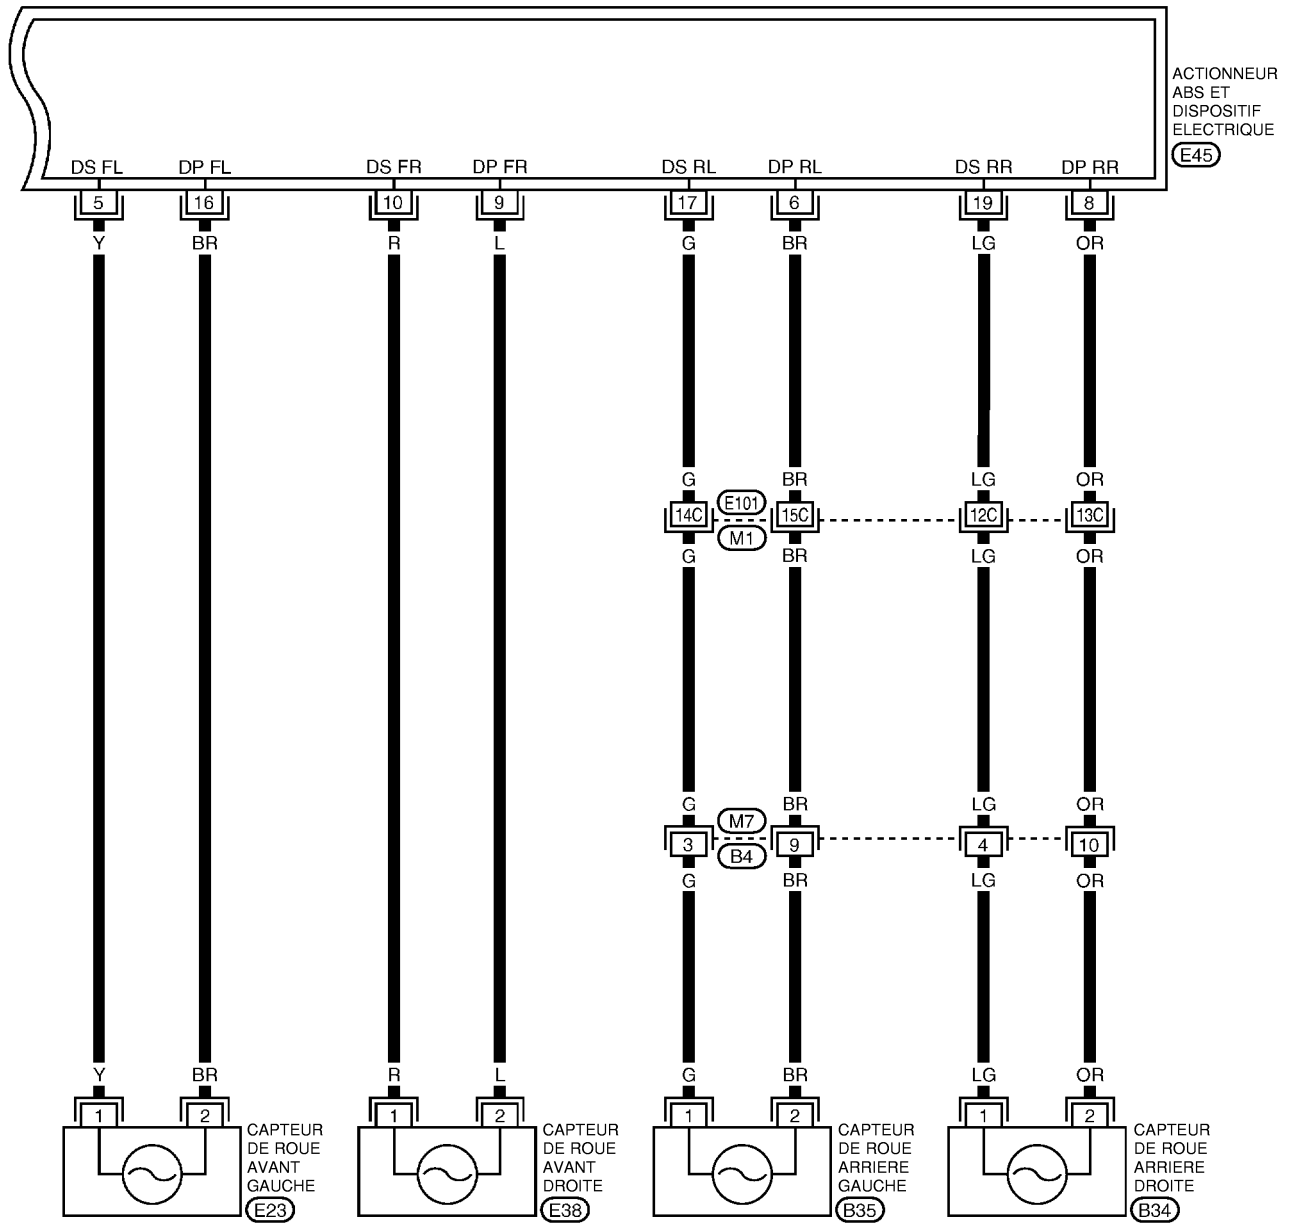 ACTIONNEUR
ABS ET
DISPOSITIF
ELECTRIQUE
E45
DS FL DP FL DS FR DP FR DS RL DP RL DS RR DP RR
5 16 10 9 17 6 19 8
Y BR R L G BR LG OR
G BR LG OR
E101
14C 15C 12C 13C
M1
G BR LG OR
G BR LG OR
M7
3 9 4 10
B4
G BR LG OR
Y BR R L G BR LG OR
1 2 1 2 1 2 1 2
CAPTEUR
DE ROUE
AVANT
GAUCHE
E23
CAPTEUR
DE ROUE
AVANT
DROITE
E38
CAPTEUR
DE ROUE
ARRIERE
GAUCHE
B35
CAPTEUR
DE ROUE
ARRIERE
DROITE
B34